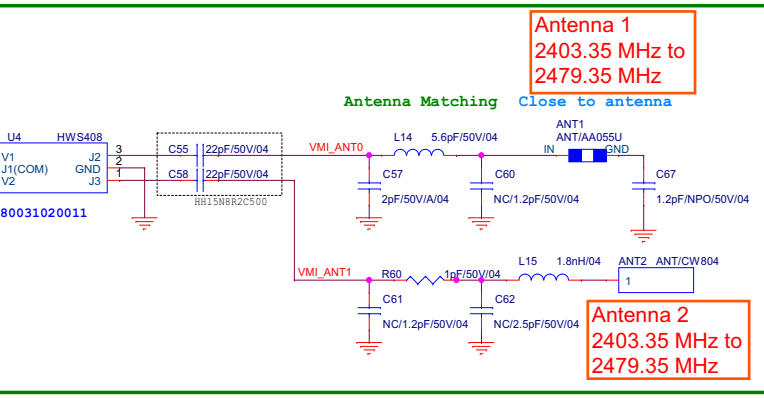 Antenna 1
2403.35 MHz to
2479.35 MHz
Antenna Matching Close to antenna
U4 HWS408
V1
J1(COM)
V2
J2
GND
J3
3
2
1
80031020011
C55 22pF/50V/04
C58 22pF/50V/04
HH15N8R2C500
VMI_ANT0
L14 5.6pF/50V/04
C57
2pF/50V/A/04
C60
NC/1.2pF/50V/04
ANT1
ANT/AA055U
IN GND
C67
1.2pF/NPO/50V/04
VMI_ANT1
R60 1pF/50V/04
C61
NC/1.2pF/50V/04
C62
NC/2.5pF/50V/04
L15 1.8nH/04
ANT2 ANT/CW804
1
Antenna 2
2403.35 MHz to
2479.35 MHz